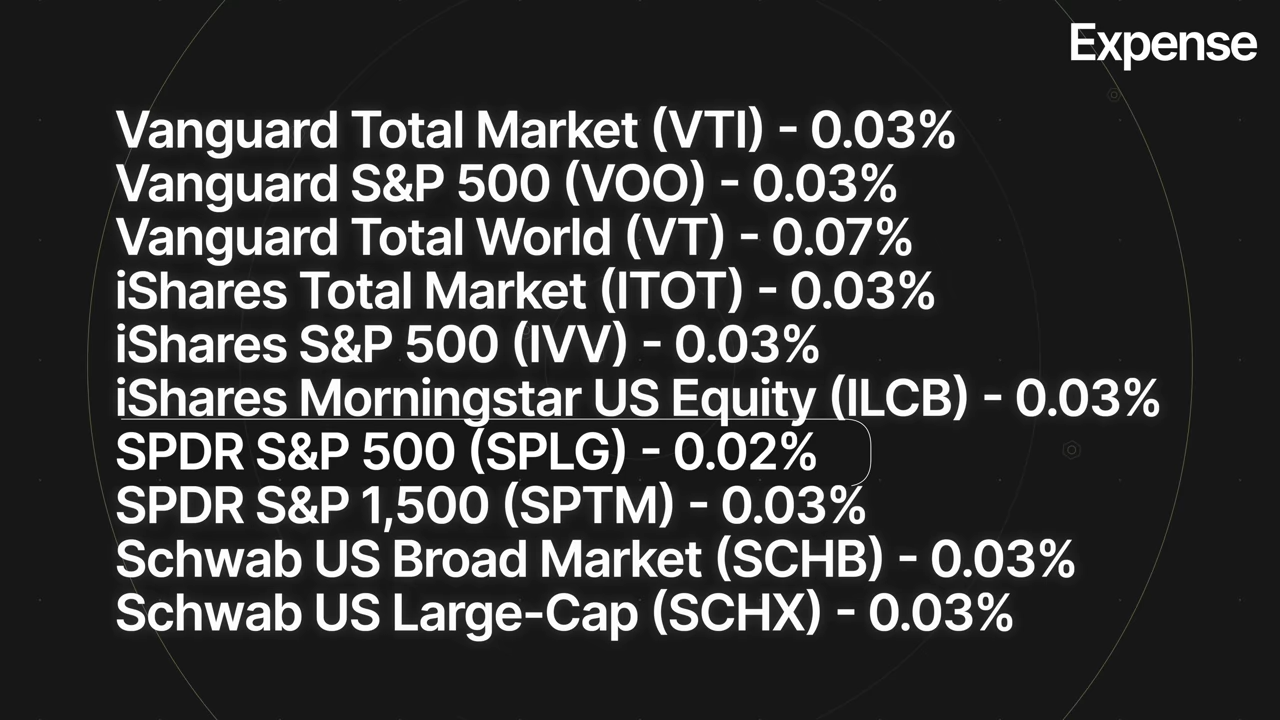 Expense
Vanguard Total Market (VTI) - 0.03%
Vanguard S&P 500 (VOO) - 0.03%
Vanguard Total World (VT) - 0.07%
iShares Total Market (ITOT) - 0.03%
iShares S&P 500 (IVV) - 0.03%
iShares Morningstar US Equity (ILCB) - 0.03%
SPDR S&P 500 (SPLG) - 0.02%
SPDR S&P 1,500 (SPTM) - 0.03%
Schwab US Broad Market (SCHB) - 0.03%
Schwab US Large-Cap (SCHX) - 0.03%